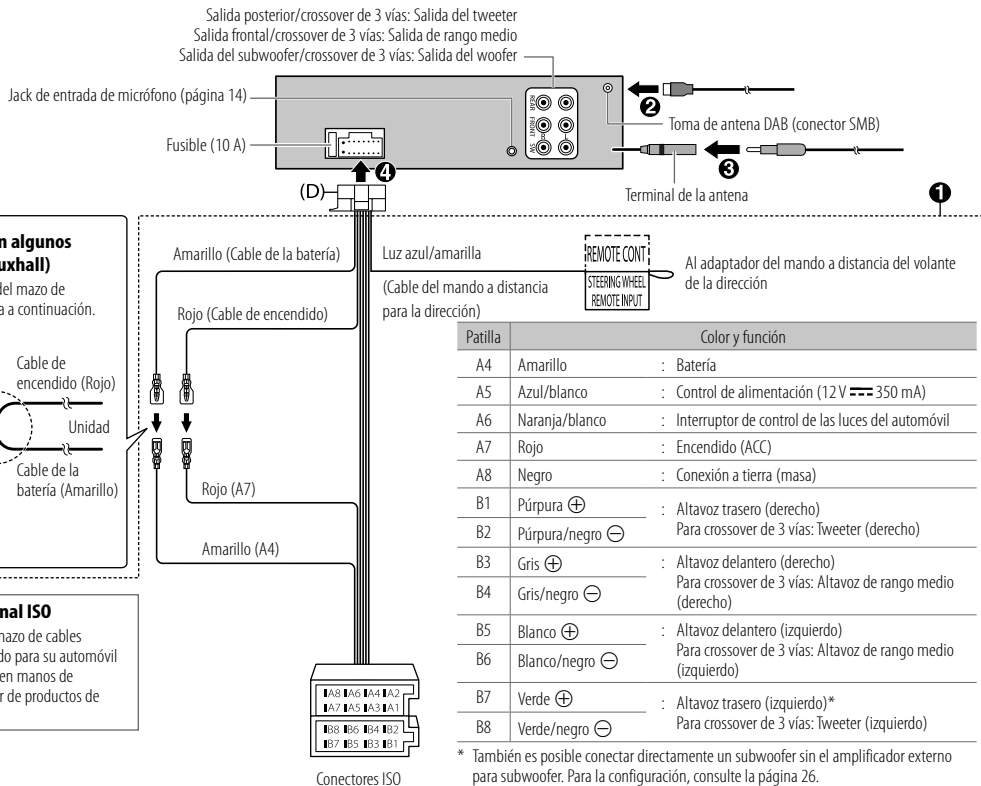 Salida posterior/crossover de 3 vías: Salida del tweeter
Salida frontal/crossover de 3 vías: Salida de rango medio
Salida del subwoofer/crossover de 3 vías: Salida del woofer
Jack de entrada de micrófono (página 14)
REAR
FRONT
SW
2
Toma de antena DAB (conector SMB)
Fusible (10 A)
3
Terminal de la antena
4
(D)
1
n algunos
uxhall)
del mazo de
a a continuación.
Cable de
encendido (Rojo)
Unidad
Cable de la
batería (Amarillo)
Amarillo (Cable de la batería)
Rojo (Cable de encendido)
Luz azul/amarilla
(Cable del mando a distancia
para la dirección)
REMOTE CONT
STEERING WHEEL
REMOTE INPUT
Al adaptador del mando a distancia del volante
de la dirección
Rojo (A7)
Amarillo (A4)
nal ISO
mazo de cables
do para su automóvil
en manos de
r de productos de
A8 A6 A4 A2
A7 A5 A3 A1
B8 B6 B4 B2
B7 B5 B3 B1
Conectores ISO
Patilla Color y función
A4 Amarillo : Batería
A5 Azul/blanco : Control de alimentación (12 V ⎓ 350 mA)
A6 Naranja/blanco : Interruptor de control de las luces del automóvil
A7 Rojo : Encendido (ACC)
A8 Negro : Conexión a tierra (masa)
B1 Púrpura ⊕ : Altavoz trasero (derecho)
B2 Púrpura/negro ⊖ Para crossover de 3 vías: Tweeter (derecho)
B3 Gris ⊕ : Altavoz delantero (derecho)
B4 Gris/negro ⊖ Para crossover de 3 vías: Altavoz de rango medio
(derecho)
B5 Blanco ⊕ : Altavoz delantero (izquierdo)
B6 Blanco/negro ⊖ Para crossover de 3 vías: Altavoz de rango medio
(izquierdo)
B7 Verde ⊕ : Altavoz trasero (izquierdo)*
B8 Verde/negro ⊖ Para crossover de 3 vías: Tweeter (izquierdo)
* También es posible conectar directamente un subwoofer sin el amplificador externo
para subwoofer. Para la configuración, consulte la página 26.